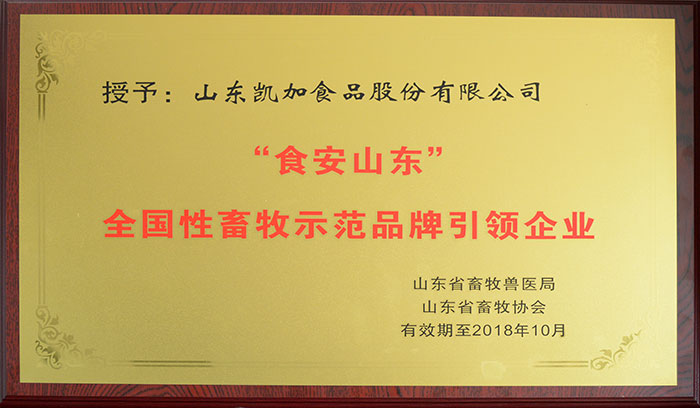 授予：山东凯加食品股份有限公司
“食安山东”
全国性畜牧示范品牌引领企业
山东省畜牧兽医局
山东省畜牧协会
有效期至2018年10月